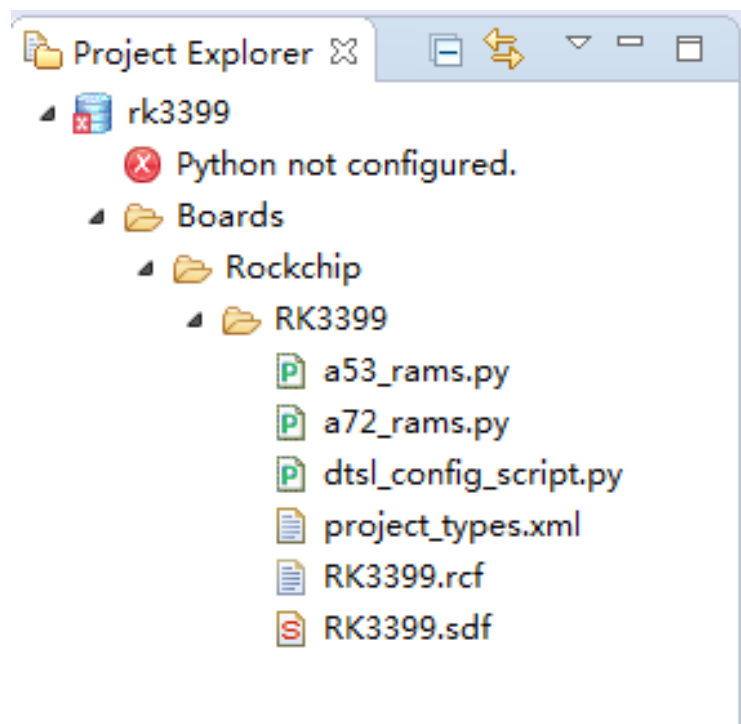 Project Explorer
rk3399
Python not configured.
Boards
Rockchip
RK3399
a53_rams.py
a72_rams.py
dtsl_config_script.py
project_types.xml
RK3399.rcf
RK3399.sdf